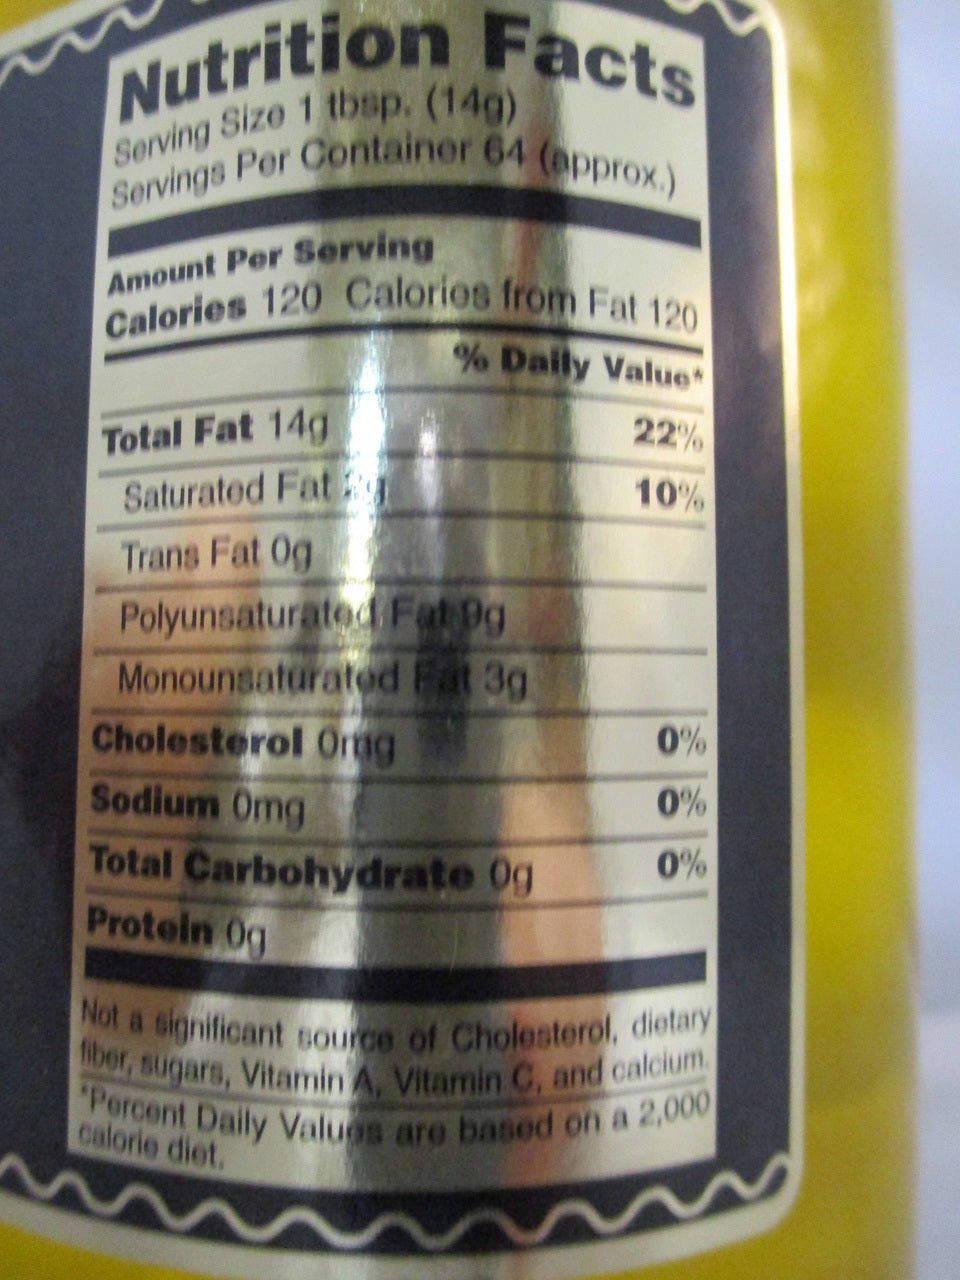 Nutrition Facts
Serving Size 1 tbsp. (14g)
Servings Per Container 64 (approx.)
Amount Per Serving
Calories 120 Calories from Fat 120
% Daily Value*
Total Fat 14g 22%
Saturated Fat 2g 10%
Trans Fat 0g
Polyunsaturated Fat 9g
Monounsaturated Fat 3g
Cholesterol 0mg 0%
Sodium 0mg 0%
Total Carbohydrate 0g 0%
Protein 0g
Not a significant source of Cholesterol, dietary
fiber, sugars, Vitamin A, Vitamin C, and calcium.
*Percent Daily Values are based on a 2,000
calorie diet.